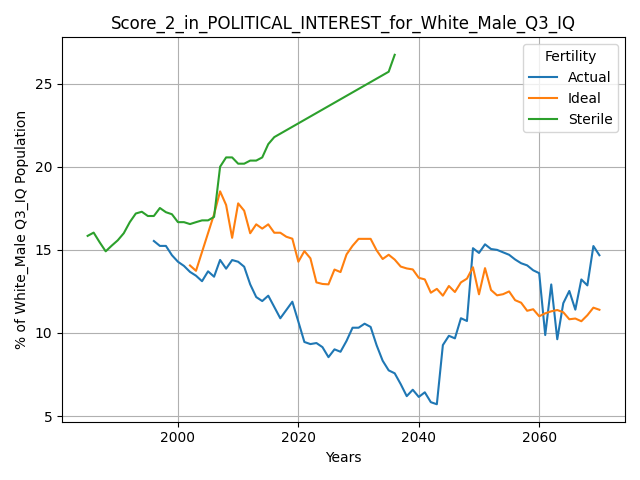 Score_2_in_POLITICAL_INTEREST_for_White_Male_Q3_IQ
% of White_Male Q3_IQ Population
25
20
15
10
5
Fertility
Actual
Ideal
Sterile
2000
2020
2040
2060
Years